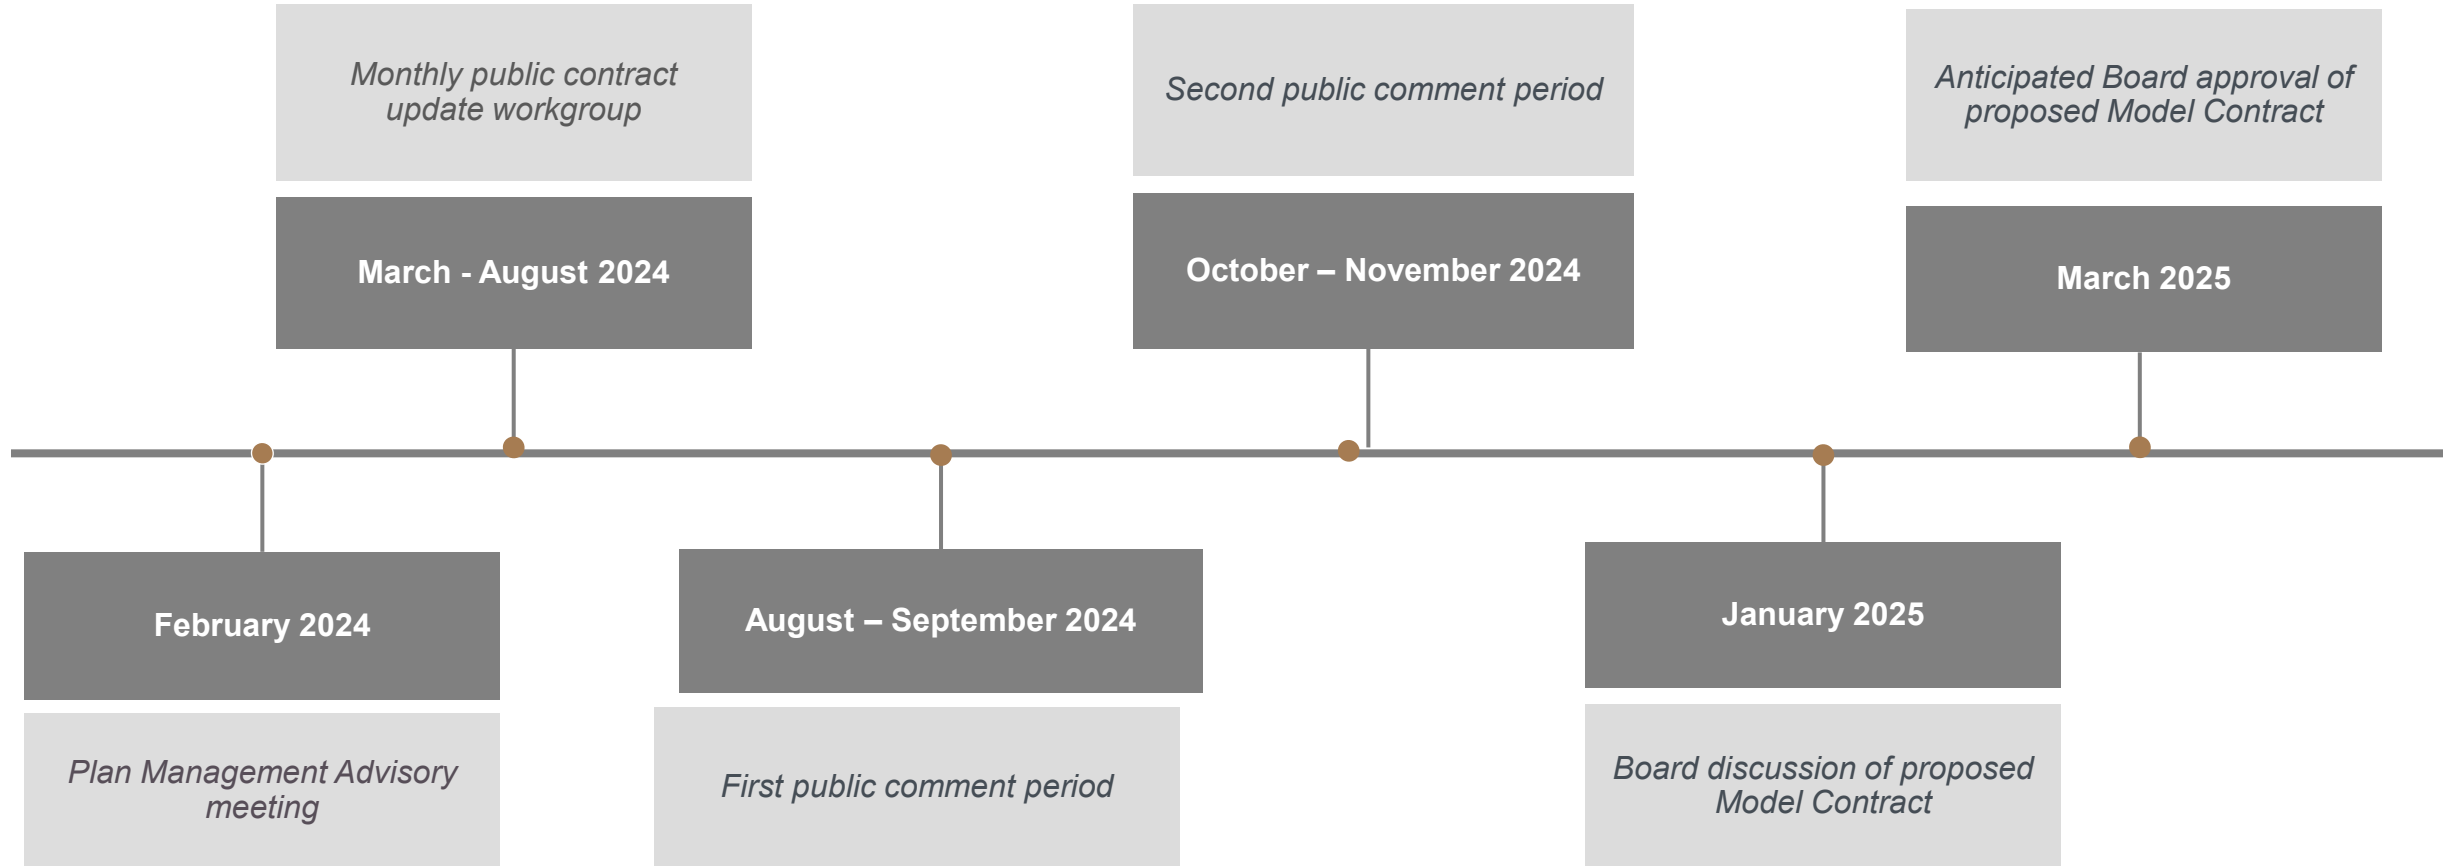 Monthly public contract
update workgroup
March - August 2024
Second public comment period
October – November 2024
Anticipated Board approval of
proposed Model Contract
March 2025
February 2024
Plan Management Advisory
meeting
August – September 2024
First public comment period
January 2025
Board discussion of proposed
Model Contract